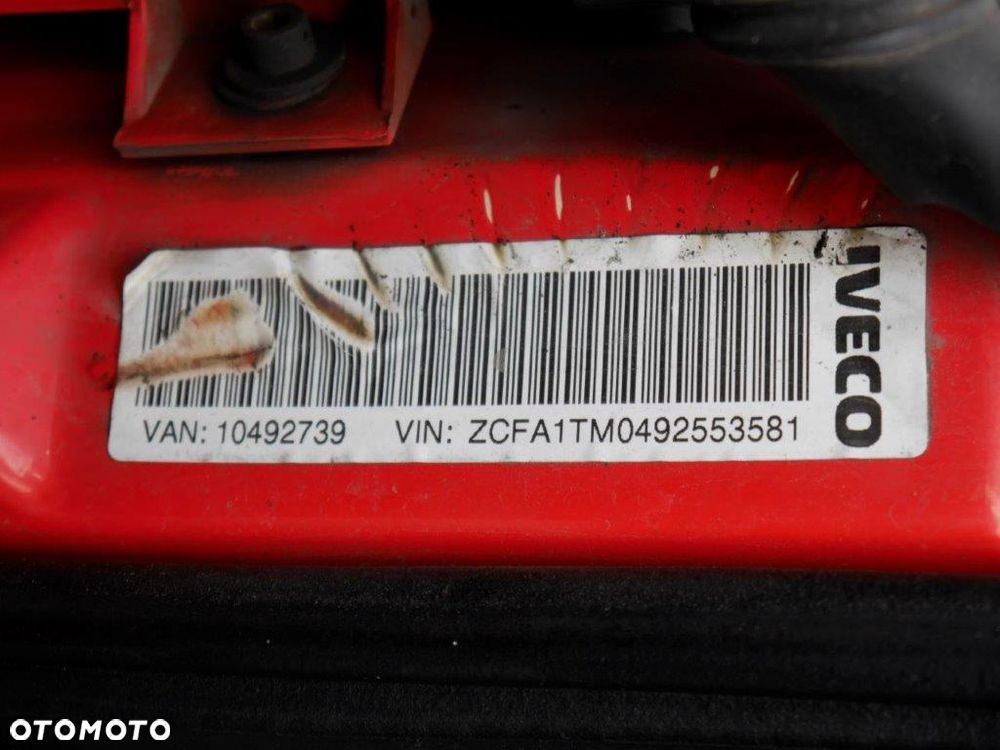 IVECO
VAN: 10492739 VIN: ZCFA1TM0492553581
OTOMOTO